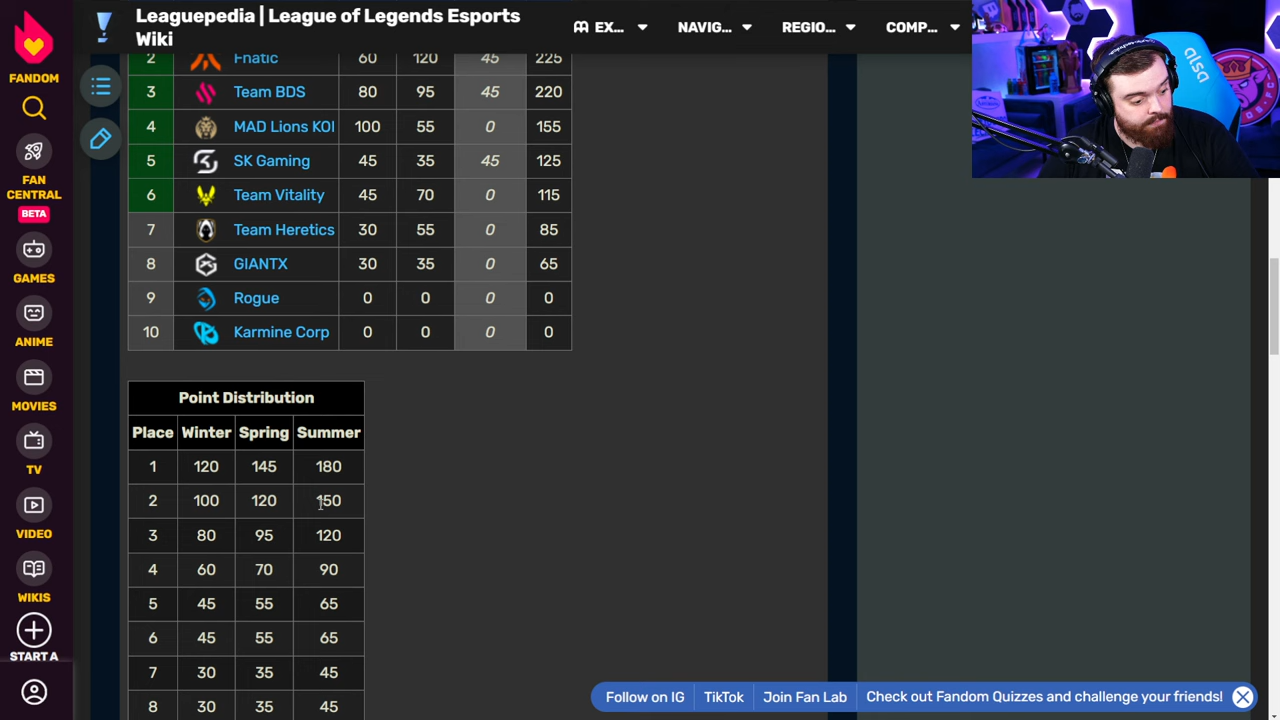 Leaguepedia | League of Legends Esports
Wiki
EX...
NAVIG...
REGIO...
COMP...
FANDOM
FAN
CENTRAL
BETA
GAMES
ANIME
MOVIES
TV
VIDEO
WIKIS
START A
2 Fnatic 60 120 45 225
3 Team BDS 80 95 45 220
4 MAD Lions KOI 100 55 0 155
5 SK Gaming 45 35 45 125
6 Team Vitality 45 70 0 115
7 Team Heretics 30 55 0 85
8 GIANTX 30 35 0 65
9 Rogue 0 0 0 0
10 Karmine Corp 0 0 0 0
Point Distribution
Place Winter Spring Summer
1 120 145 180
2 100 120 150
3 80 95 120
4 60 70 90
5 45 55 65
6 45 55 65
7 30 35 45
8 30 35 45
alsa
Follow on IG TikTok Join Fan Lab Check out Fandom Quizzes and challenge your friends!